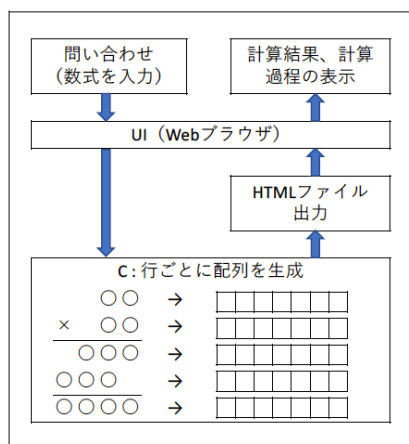 問い合わせ
（数式を入力）
計算結果、計算
過程の表示
UI（Webブラウザ）
HTMLファイル
出力
C : 行ごとに配列を生成
○○ →
× ○○ →
○○○ →
○○○ →
○○○○ →